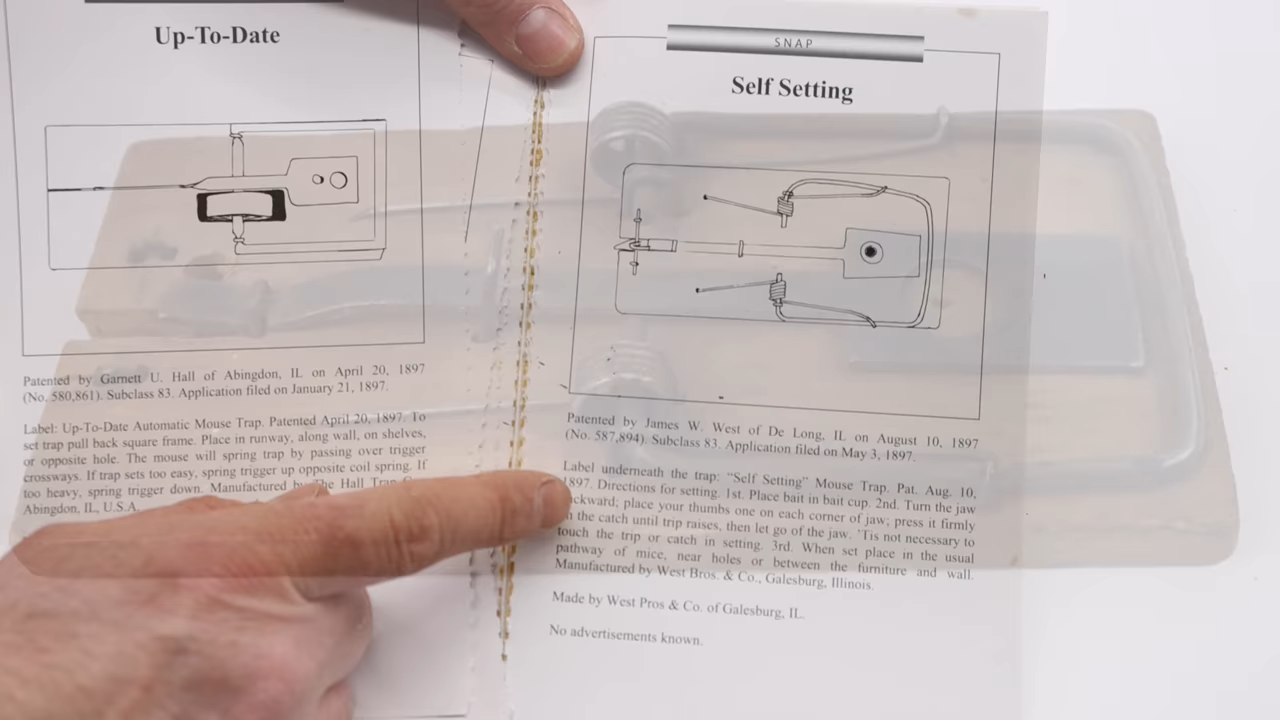 Up-To-Date
Patented by Garnett U. Hall of Abingdon, IL on April 20, 1897
(No. 580,861). Subclass 83. Application filed on January 21, 1897.
Label: Up-To-Date Automatic Mouse Trap. Patented April 20, 1897. To
set trap pull back square frame. Place in runway, along wall, on shelves,
or opposite hole. The mouse will spring trap by passing over trigger
crossways. If trap sets too easy, spring trigger up opposite coil spring. If
too heavy, spring trigger down. Manufactured by The Hall Trap
Abingdon, IL, U.S.A.
SNAP
Self Setting
Patented by James W. West of De Long, IL on August 10, 1897
(No. 587,894). Subclass 83. Application filed on May 3, 1897.
Label underneath the trap: "Self Setting" Mouse Trap. Pat. Aug. 10,
1897. Directions for setting. 1st. Place bait in bait cup. 2nd. Turn the jaw
backward; place your thumbs one on each corner of jaw; press it firmly
on the catch until trip raises, then let go of the jaw. 'Tis not necessary to
touch the trip or catch in setting. 3rd. When set place in the usual
pathway of mice, near holes or between the furniture and wall.
Manufactured by West Bros. & Co., Galesburg, Illinois.
Made by West Pros & Co. of Galesburg, IL.
No advertisements known.